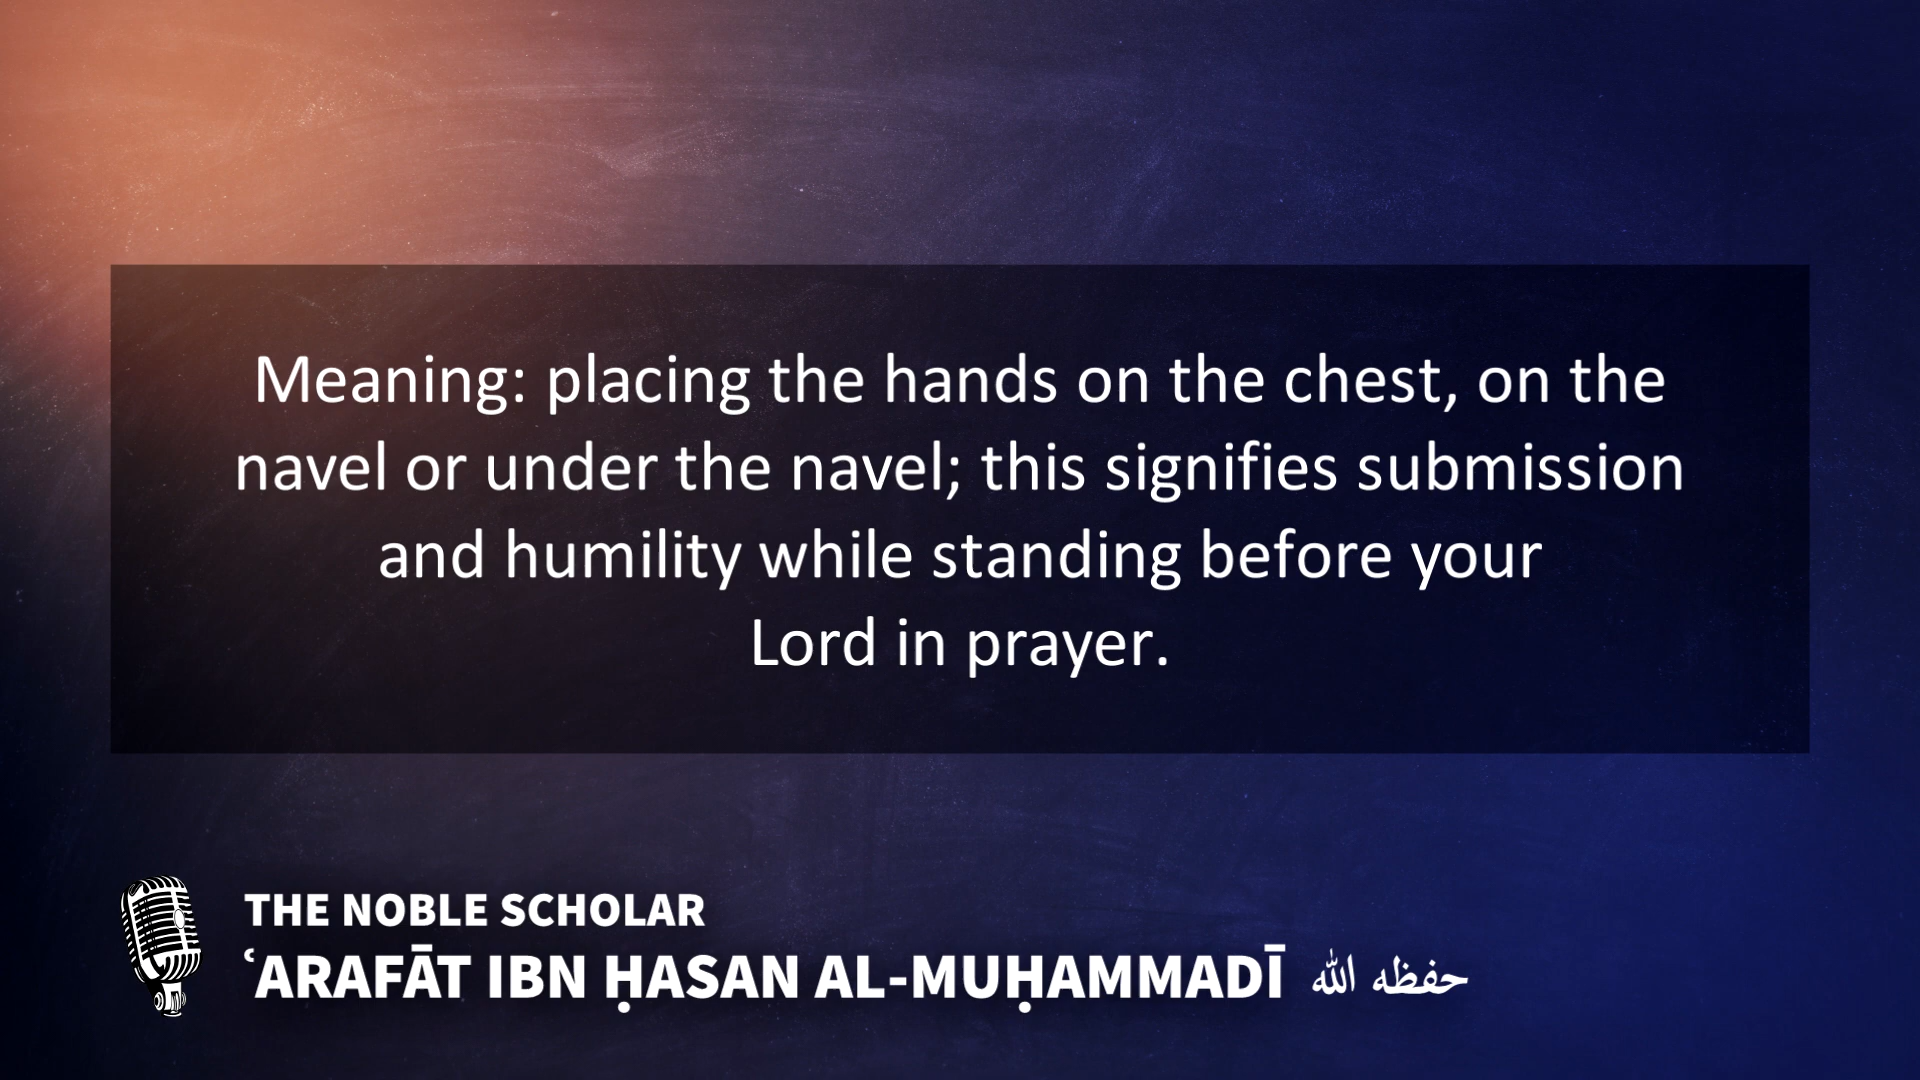 Meaning: placing the hands on the chest, on the
navel or under the navel; this signifies submission
and humility while standing before your
Lord in prayer.
THE NOBLE SCHOLAR
ʿARAFĀT IBN ḤASAN AL-MUḤAMMADĪ حفظه الله